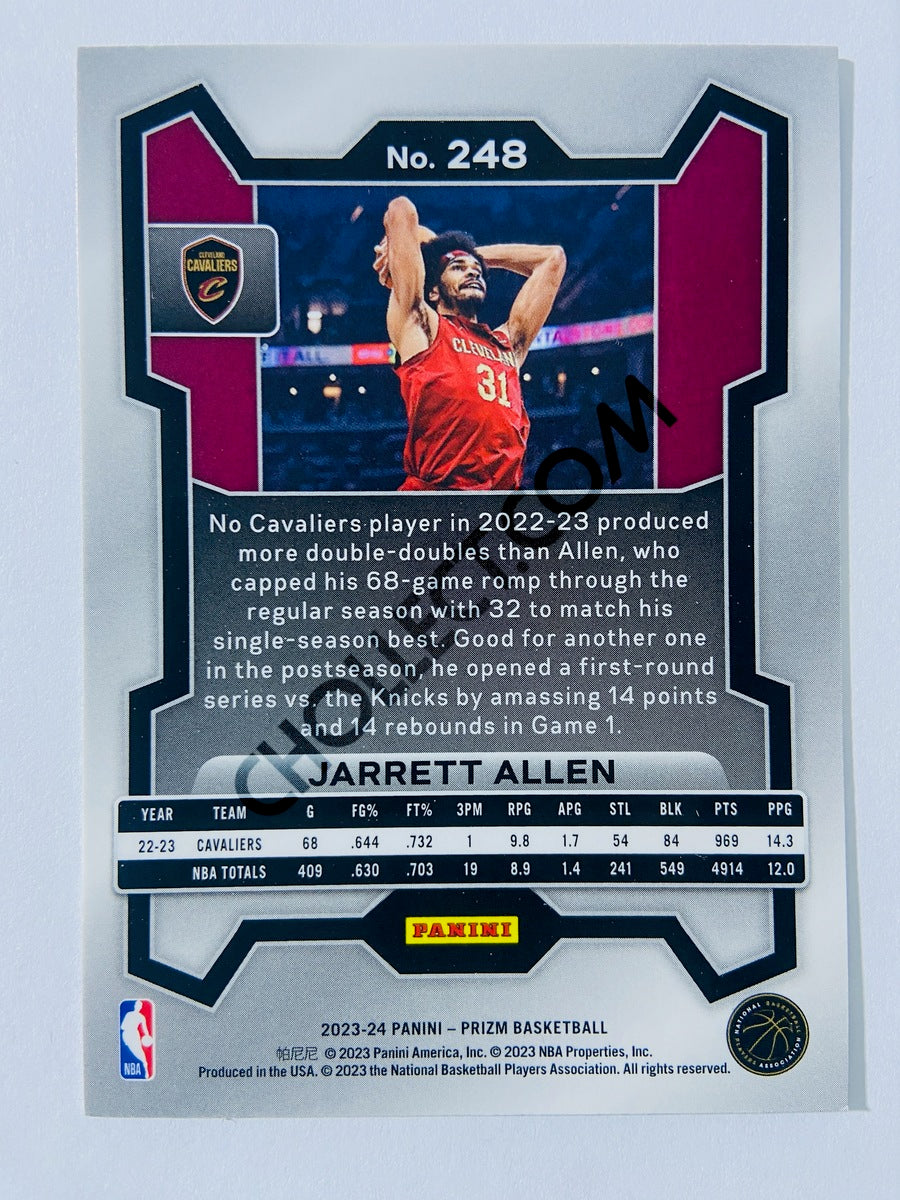 No. 248
CLEVELAND
CAVALIERS
C
CLEVELAN
31
No Cavaliers player in 2022-23 produced
more double-doubles than Allen, who
capped his 68-game romp through the
regular season with 32 to match his
single-season best. Good for another one
in the postseason, he opened a first-round
series vs. the Knicks by amassing 14 points
and 14 rebounds in Game 1.
CHOLLECT.COM
JARRETT ALLEN
YEAR TEAM G FG% FT% 3PM RPG APG STL BLK PTS PPG
22-23 CAVALIERS 68 .644 .732 1 9.8 1.7 54 84 969 14.3
NBA TOTALS 409 .630 .703 19 8.9 1.4 241 549 4914 12.0
PANINI
2023-24 PANINI – PRIZM BASKETBALL
帕尼尼 © 2023 Panini America, Inc. © 2023 NBA Properties, Inc.
Produced in the USA. © 2023 the National Basketball Players Association. All rights reserved.
NBA
NATIONAL BASKETBALL
PLAYERS ASSOCIATION